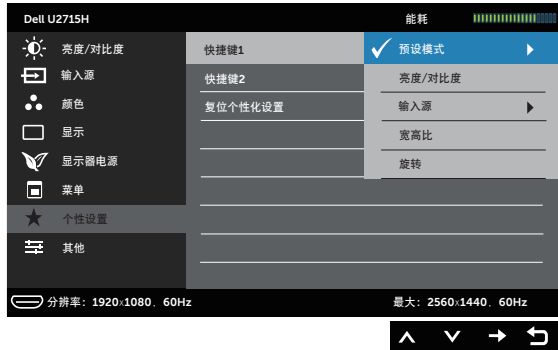 Dell U2715H 能耗
亮度/对比度
输入源
颜色
显示
显示器电源
菜单
个性设置
其他
快捷键1
快捷键2
复位个性化设置
预设模式
亮度/对比度
输入源
宽高比
旋转
分辨率: 1920x1080, 60Hz 最大: 2560x1440, 60Hz